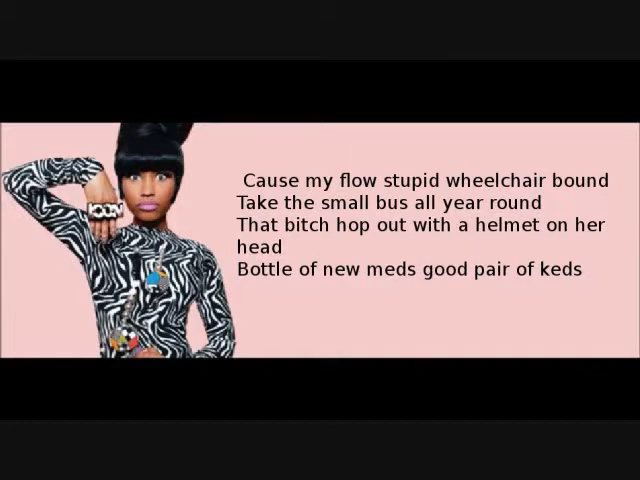 ICON
Cause my flow stupid wheelchair bound
Take the small bus all year round
That bitch hop out with a helmet on her
head
Bottle of new meds good pair of keds